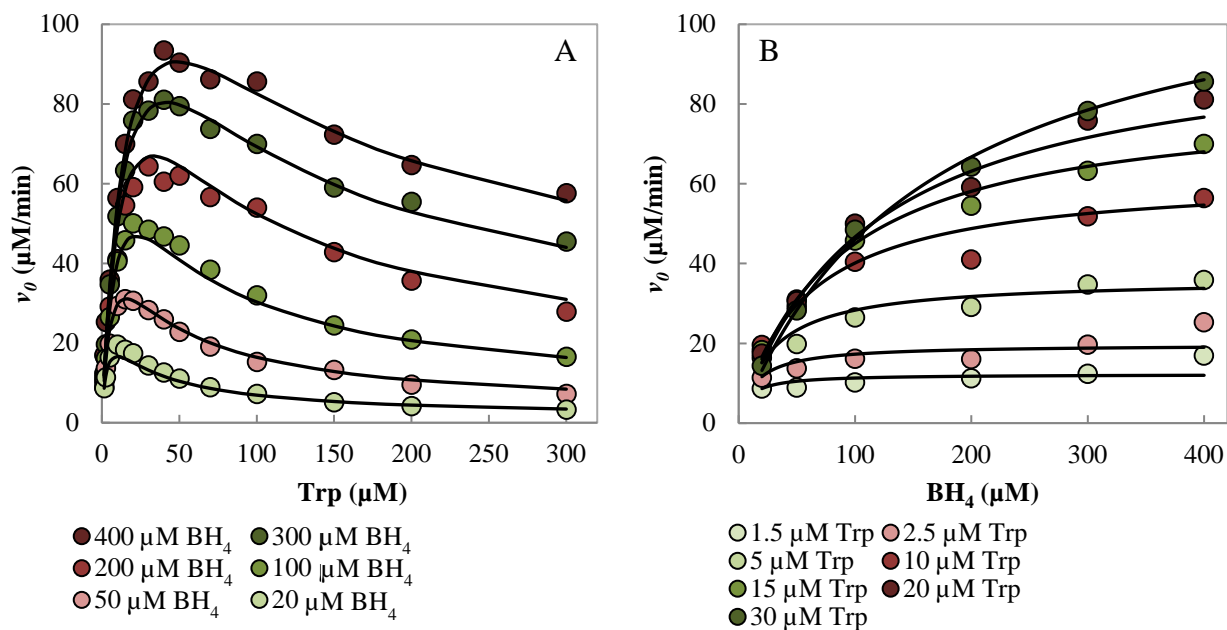 A
100
80
60
40
20
0
v0 (µM/min)
0 50 100 150 200 250 300
Trp (µM)
400 µM BH4 300 µM BH4
200 µM BH4 100 µM BH4
50 µM BH4 20 µM BH4
B
100
80
60
40
20
0
v0 (µM/min)
0 100 200 300 400
BH4 (µM)
1.5 µM Trp 2.5 µM Trp
5 µM Trp 10 µM Trp
15 µM Trp 20 µM Trp
30 µM Trp